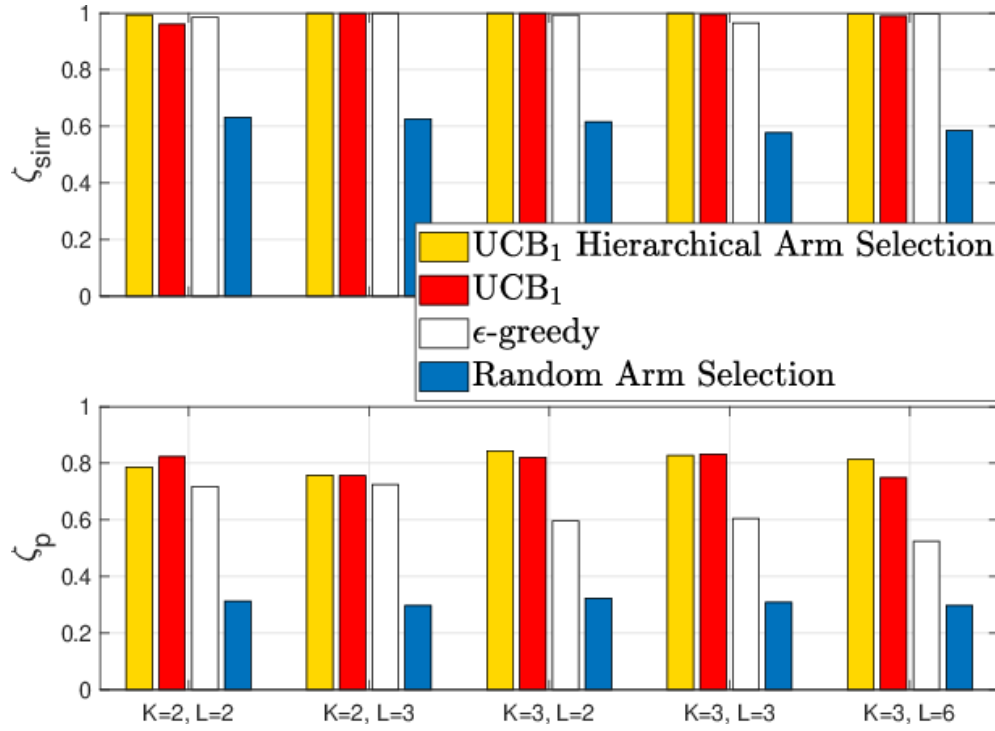 1
0.8
0.6
0.4
0.2
0
ζsinr
UCB1 Hierarchical Arm Selection
UCB1
ϵ-greedy
Random Arm Selection
1
0.8
0.6
0.4
0.2
0
ζp
K=2, L=2 K=2, L=3 K=3, L=2 K=3, L=3 K=3, L=6